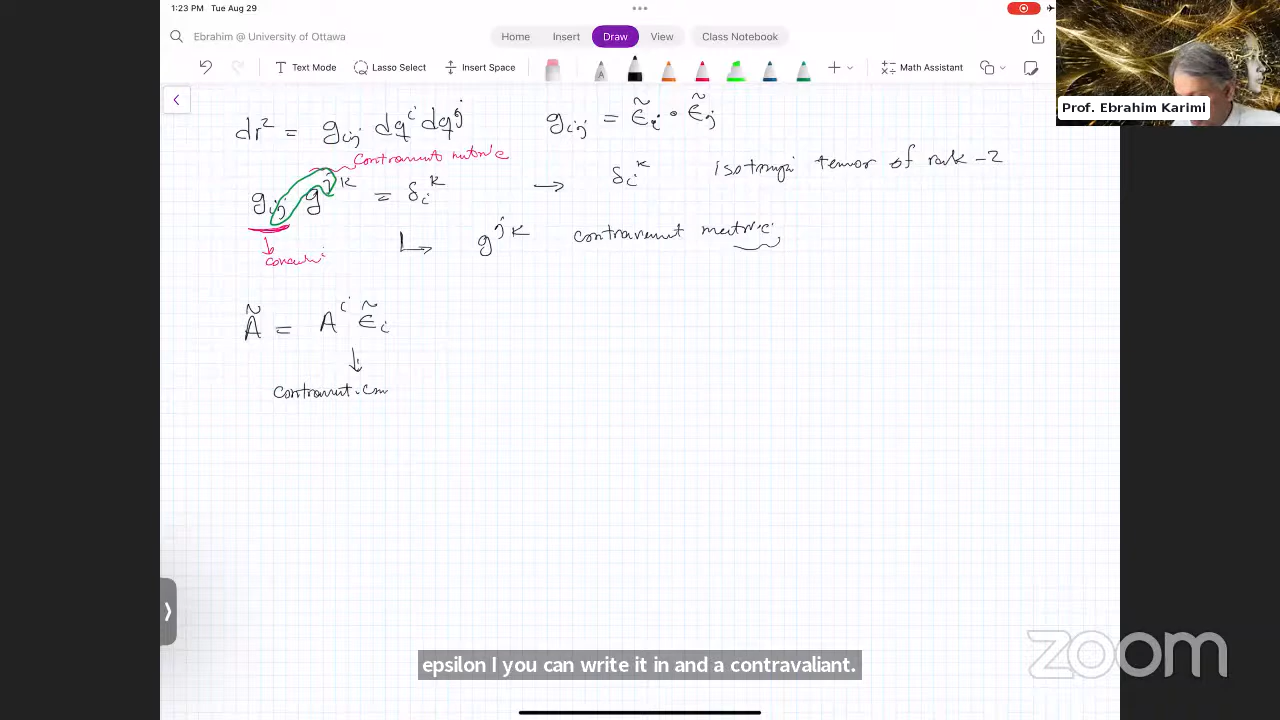 1:23 PM Tue Aug 29
Ebrahim @ University of Ottawa
Home Insert Draw View Class Notebook
Text Mode Lasso Select Insert Space Math Assistant
Prof. Ebrahim Karimi
dr² = g_ij dq^i dq^j g_ij = ε̃_i • ε̃_j
contravariant metric
g_ij g^jk = δ_i^k → δ_i^k isotropic tensor of rank -2
↳ g^jk contravariant metric
Ã = A^i ε̃_i
contravariant com
zoom
epsilon I you can write it in and a contravaliant.